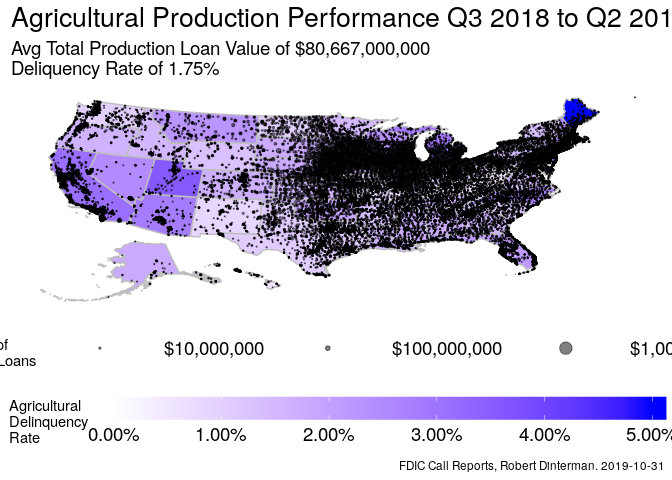 Agricultural Production Performance Q3 2018 to Q2 201
Avg Total Production Loan Value of $80,667,000,000
Deliquency Rate of 1.75%
of
Loans
$10,000,000
$100,000,000
$1,00
Agricultural
Delinquency
Rate
0.00%
1.00%
2.00%
3.00%
4.00%
5.00%
FDIC Call Reports, Robert Dinterman. 2019-10-31